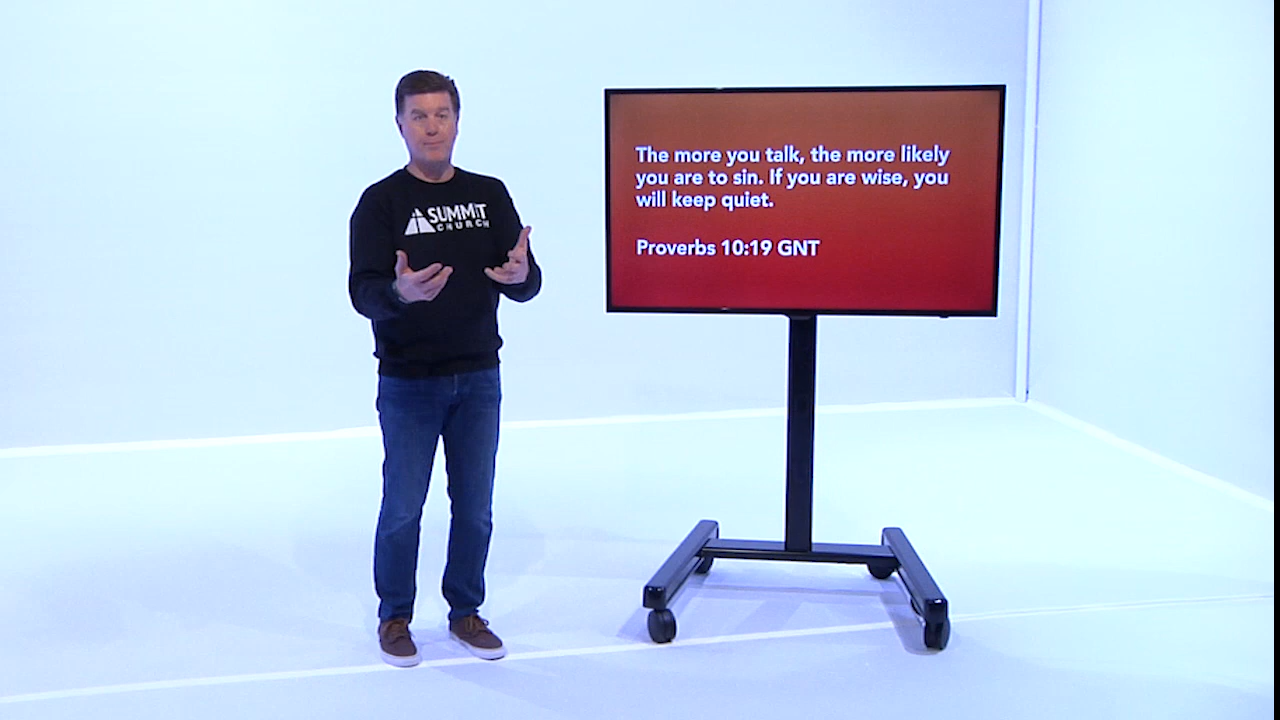 SUMMIT
CHURCH
The more you talk, the more likely
you are to sin. If you are wise, you
will keep quiet.
Proverbs 10:19 GNT